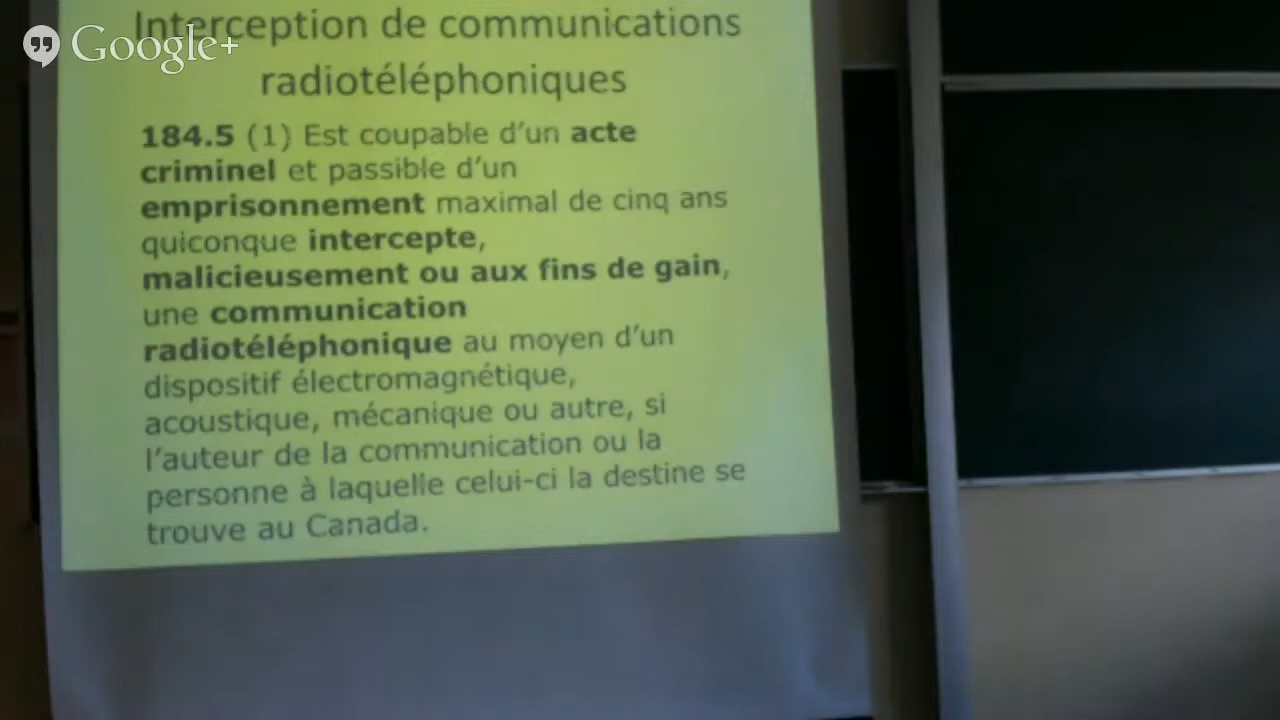 Google+
Interception de communications
radiotéléphoniques
184.5 (1) Est coupable d'un acte
criminel et passible d'un
emprisonnement maximal de cinq ans
quiconque intercepte,
malicieusement ou aux fins de gain,
une communication
radiotéléphonique au moyen d'un
dispositif électromagnétique,
acoustique, mécanique ou autre, si
l'auteur de la communication ou la
personne à laquelle celui-ci la destine se
trouve au Canada.